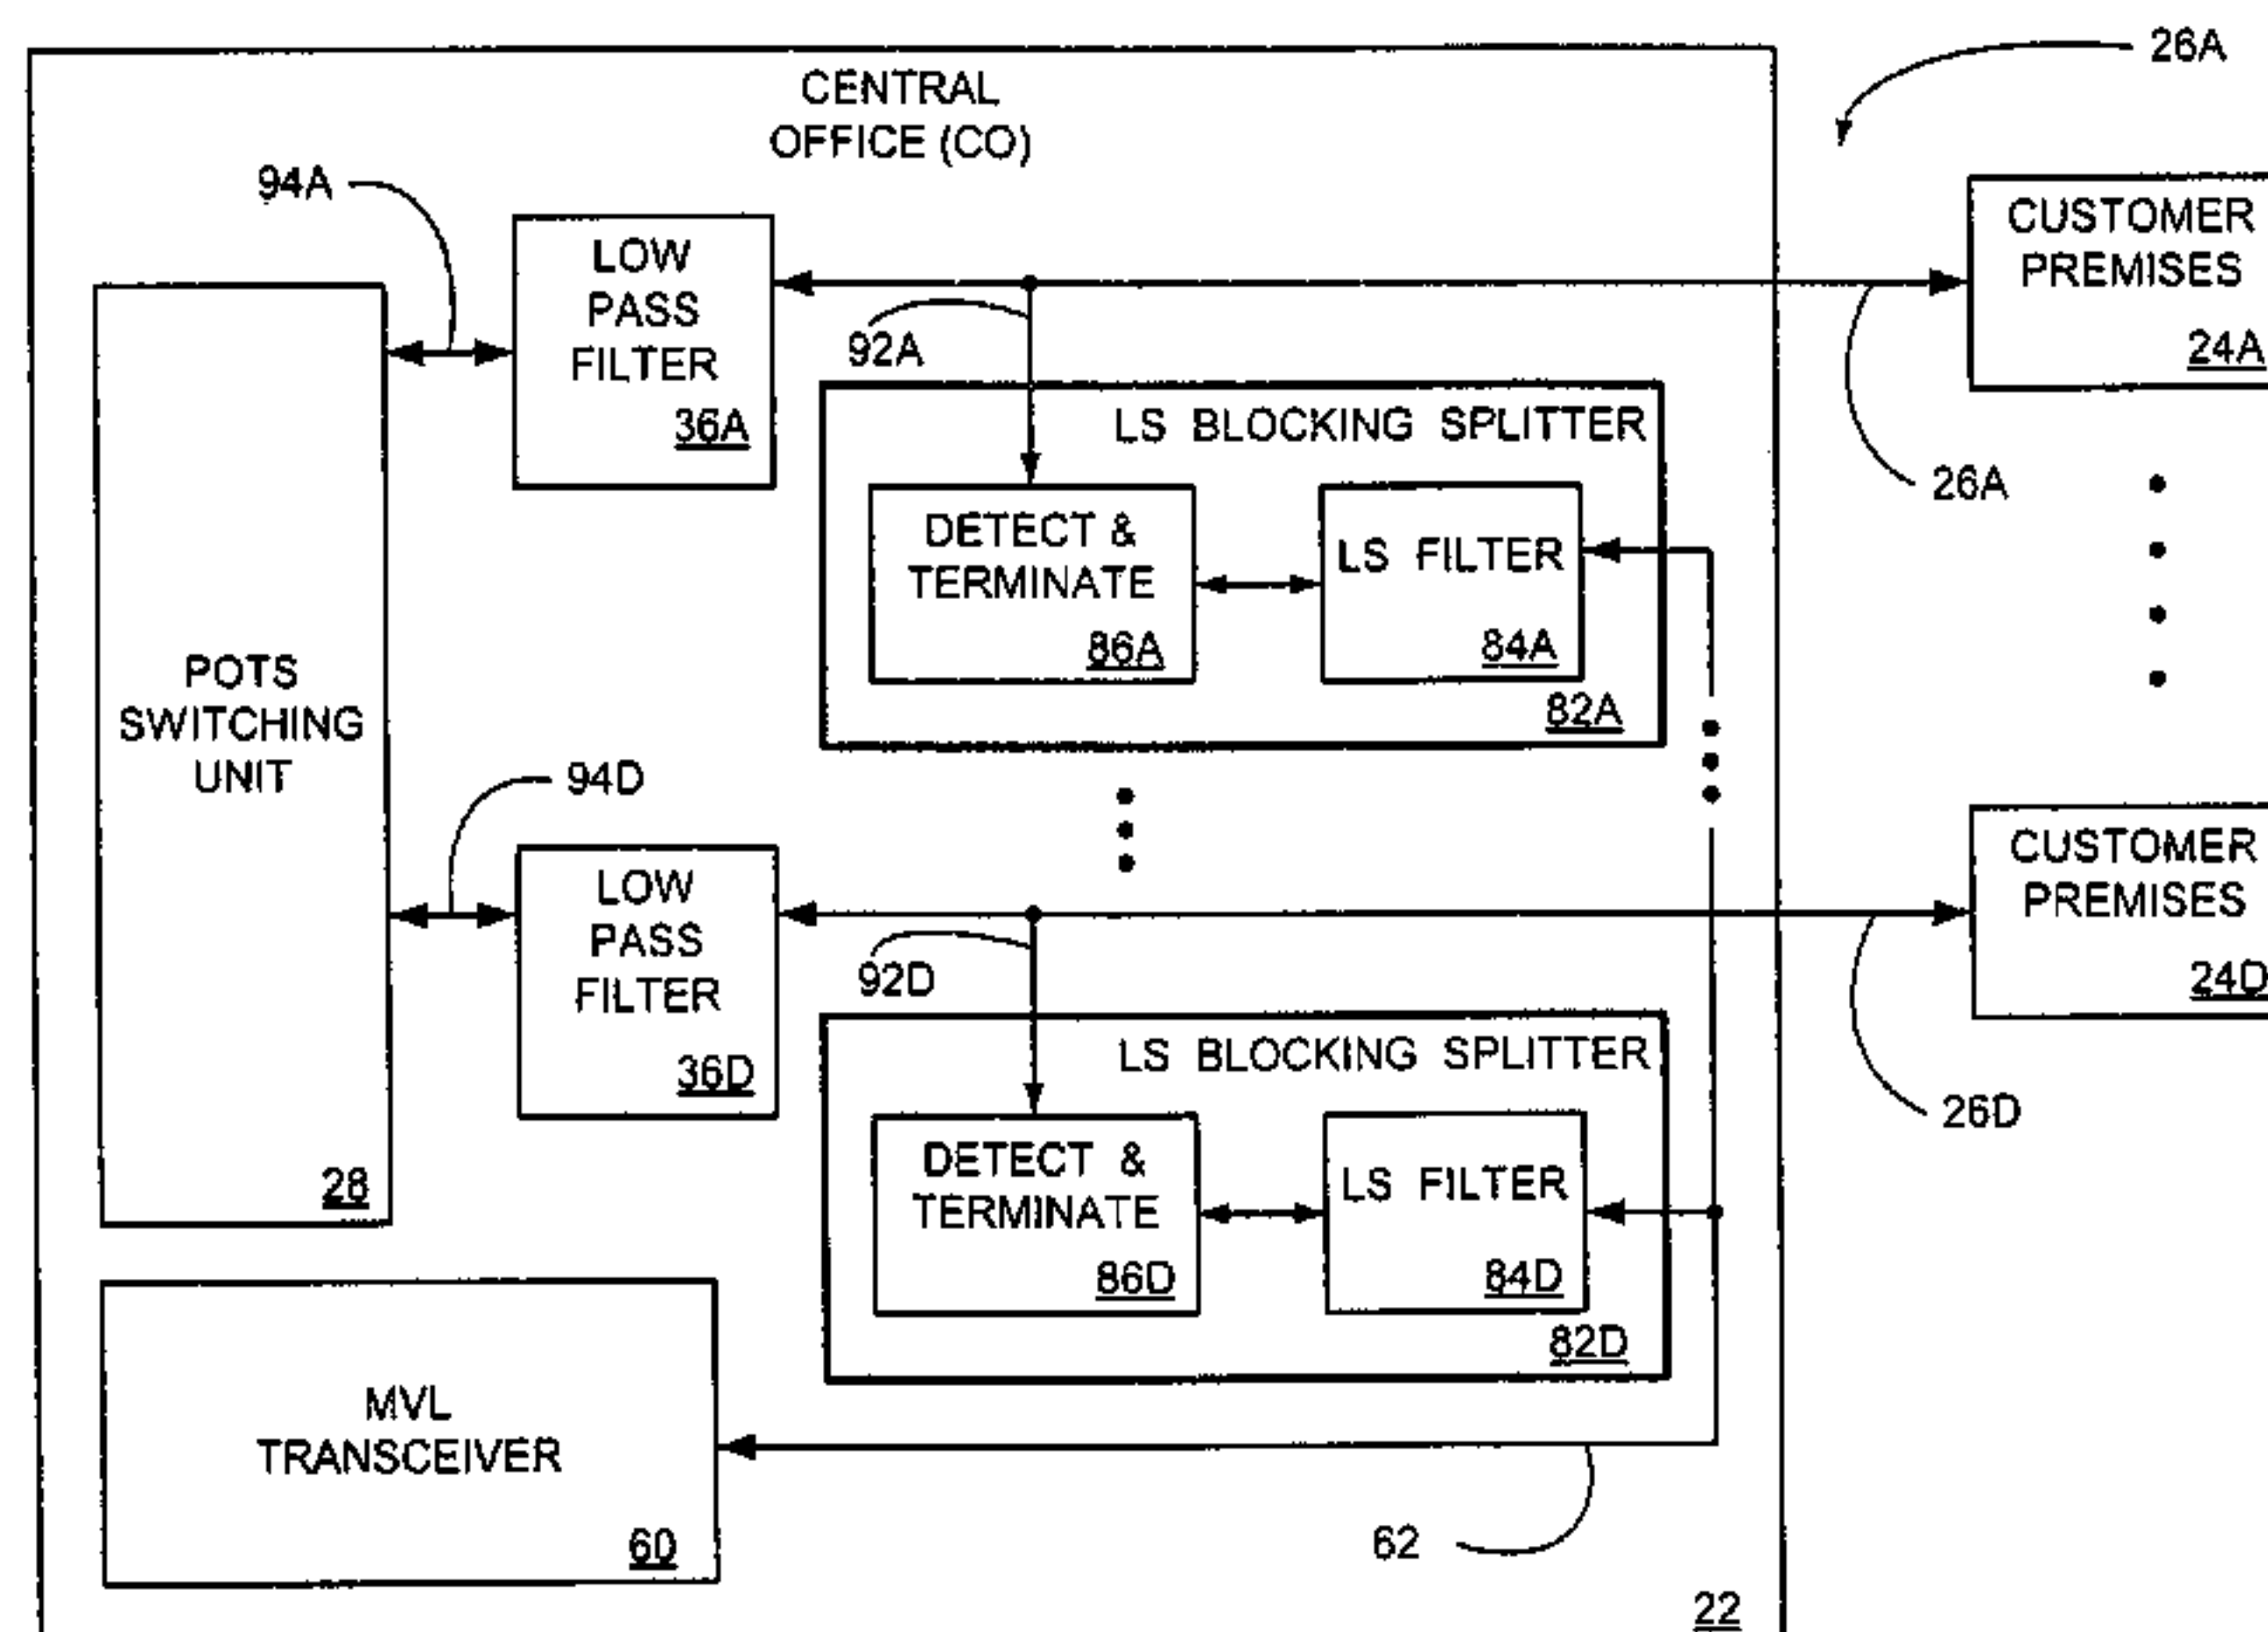 CENTRAL
OFFICE (CO)
26A
94A
LOW
PASS
FILTER
36A
92A
CUSTOMER
PREMISES
24A
26A
LS BLOCKING SPLITTER
DETECT &
TERMINATE
86A
LS FILTER
84A
82A
POTS
SWITCHING
UNIT
28
94D
LOW
PASS
FILTER
36D
92D
CUSTOMER
PREMISES
24D
26D
LS BLOCKING SPLITTER
DETECT &
TERMINATE
86D
LS FILTER
84D
82D
MVL
TRANSCEIVER
60
62
22